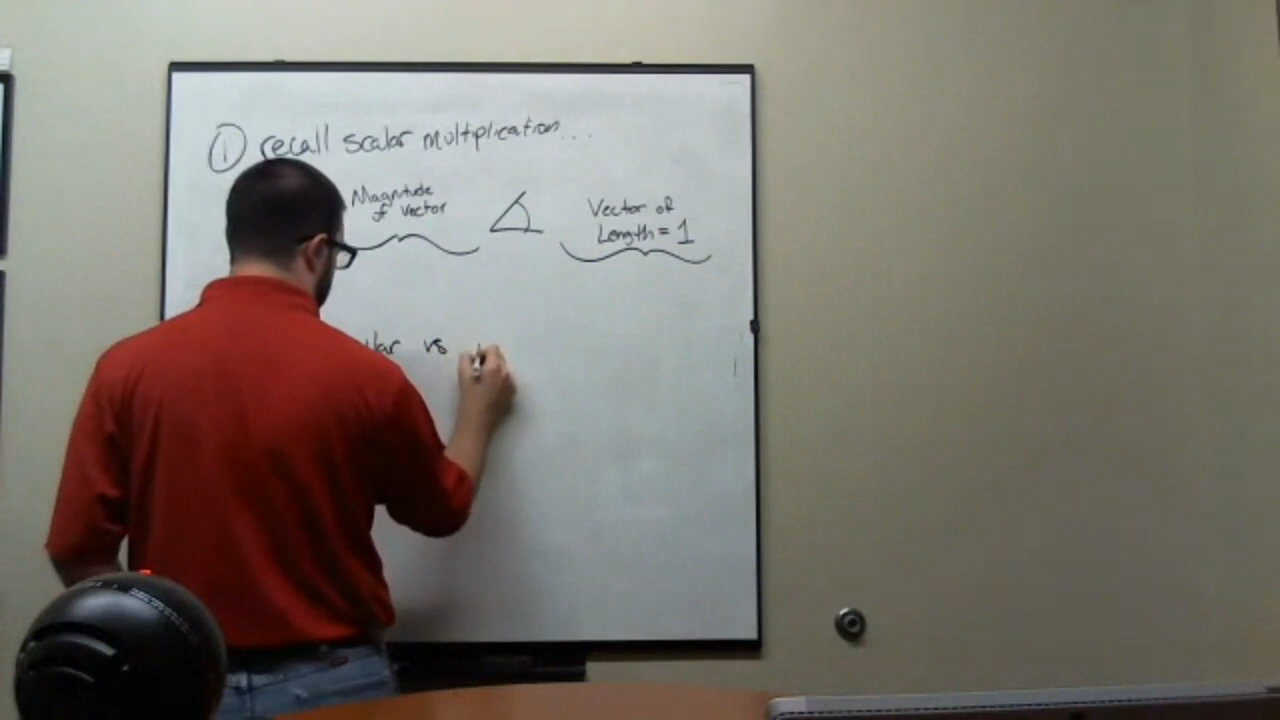 ① recall scalar multiplication...
Magnitude
of vector
Vector of
Length = 1
vs